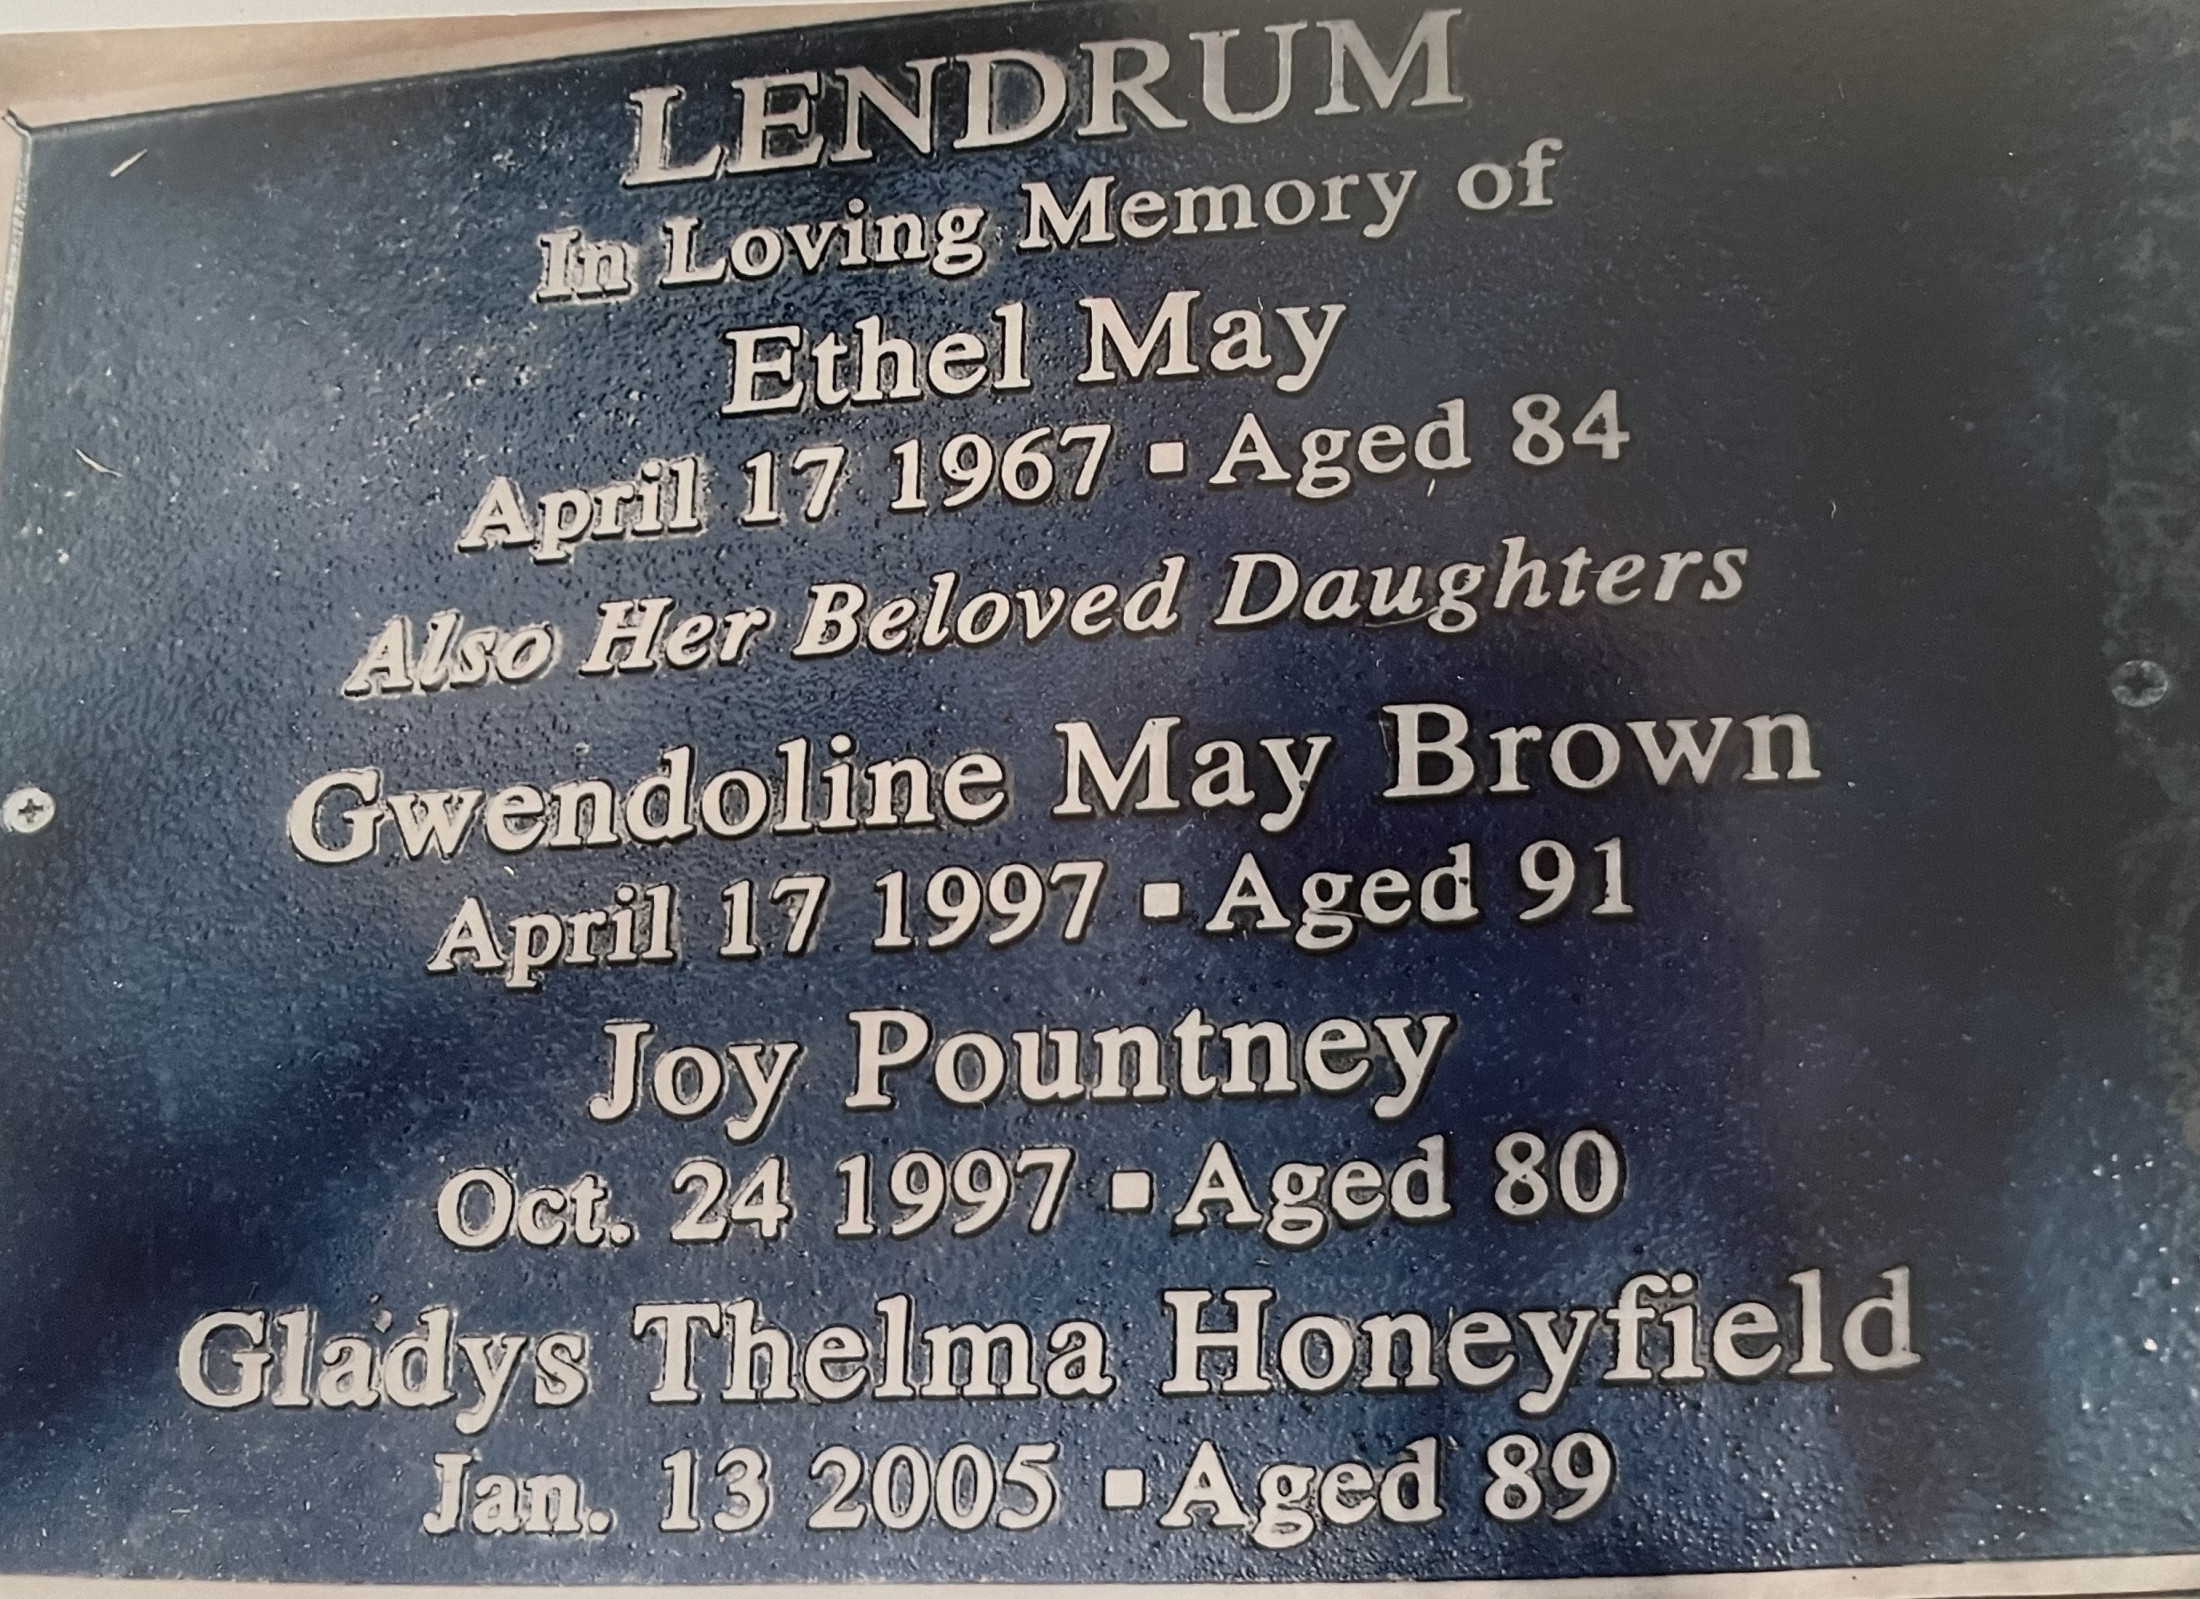 LENDRUM
In Loving Memory of
Ethel May
April 17 1967 ▪ Aged 84
Also Her Beloved Daughters
Gwendoline May Brown
April 17 1997 ▪ Aged 91
Joy Pountney
Oct. 24 1997 ▪ Aged 80
Gladys Thelma Honeyfield
Jan. 13 2005 ▪ Aged 89